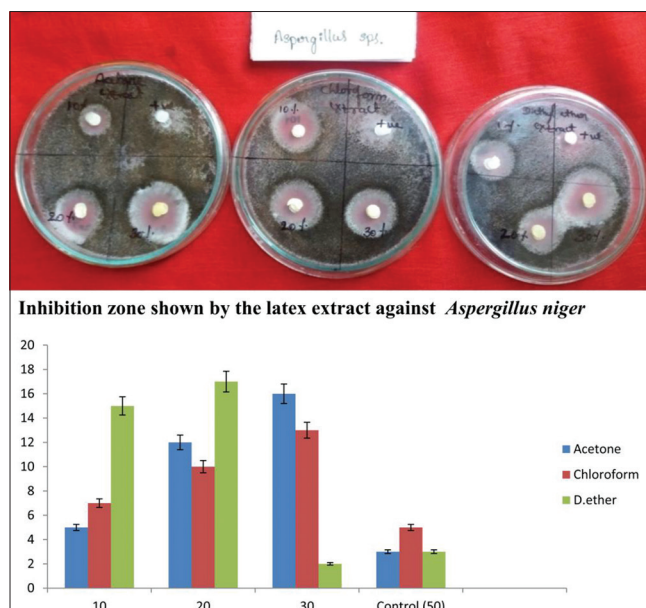 Aspergillus sps.
Acetone extract
10%
+ve
20%
30%
Chloroform
extract
10%
+ve
20%
30%
extract
+ve
20%
30%
Inhibition zone shown by the latex extract against Aspergillus niger
20
18
16
14
12
10
8
6
4
2
0
10
20
30
Control (50)
Acetone
Chloroform
D.ether